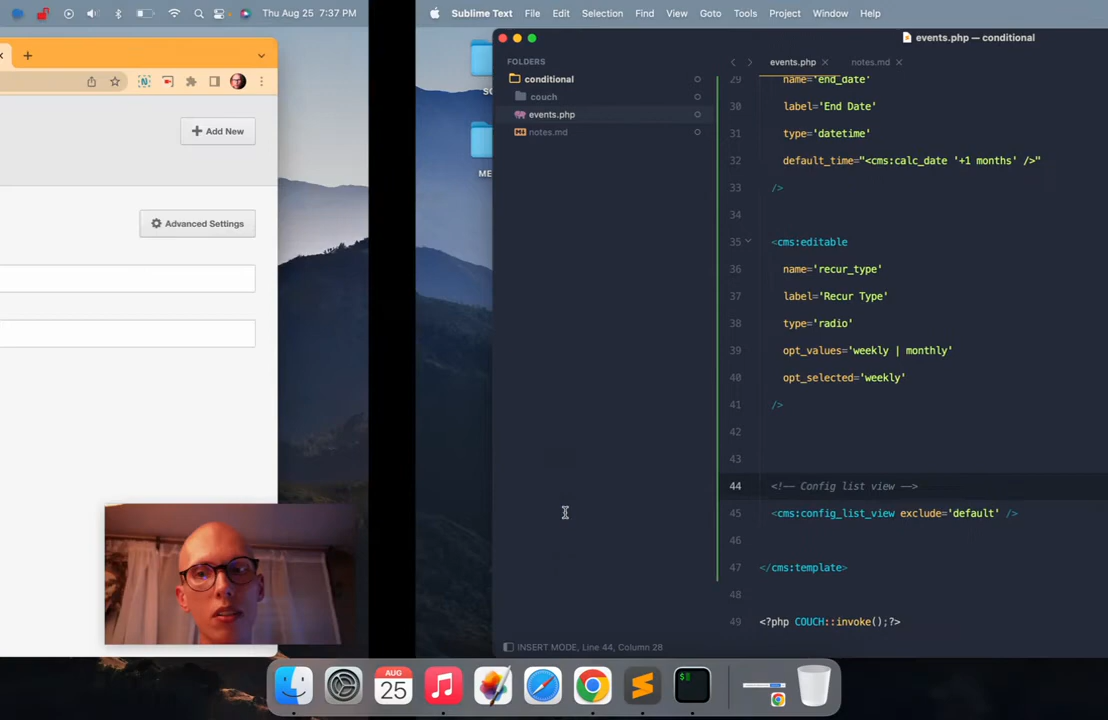 Thu Aug 25 7:37 PM
Sublime Text File Edit Selection Find View Goto Tools Project Window Help
events.php — conditional
FOLDERS
conditional
couch
events.php
notes.md
events.php
notes.md
Add New
Advanced Settings
29 name='end_date'
30 label='End Date'
31 type='datetime'
32 default_time="<cms:calc_date '+1 months' />"
33 />
34
35 <cms:editable
36 name='recur_type'
37 label='Recur Type'
38 type='radio'
39 opt_values='weekly | monthly'
40 opt_selected='weekly'
41 />
42
43
44 <!-- Config list view -->
45 <cms:config_list_view exclude='default' />
46
47 </cms:template>
48
49 <?php COUCH::invoke();?>
INSERT MODE, Line 44, Column 28
AUG
25